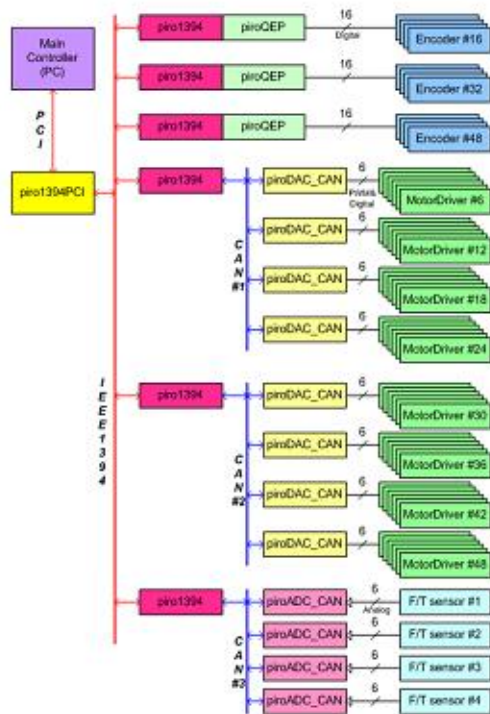 Main
Controller
(PC)
PCI
piro1394PCI
IEEE1394
piro1394 piroQEP 16 Digital Encoder #16
piro1394 piroQEP 16 Encoder #32
piro1394 piroQEP 16 Encoder #48
piro1394 piroDAC_CAN 6 PWM& Digital MotorDriver #6
piroDAC_CAN 6 MotorDriver #12
CAN #1
piroDAC_CAN 6 MotorDriver #18
piroDAC_CAN 6 MotorDriver #24
piro1394 piroDAC_CAN 6 MotorDriver #30
piroDAC_CAN 6 MotorDriver #36
CAN #2
piroDAC_CAN 6 MotorDriver #42
piroDAC_CAN 6 MotorDriver #48
piro1394 piroADC_CAN 6 Analog F/T sensor #1
piroADC_CAN 6 F/T sensor #2
CAN #3
piroADC_CAN 6 F/T sensor #3
piroADC_CAN 6 F/T sensor #4